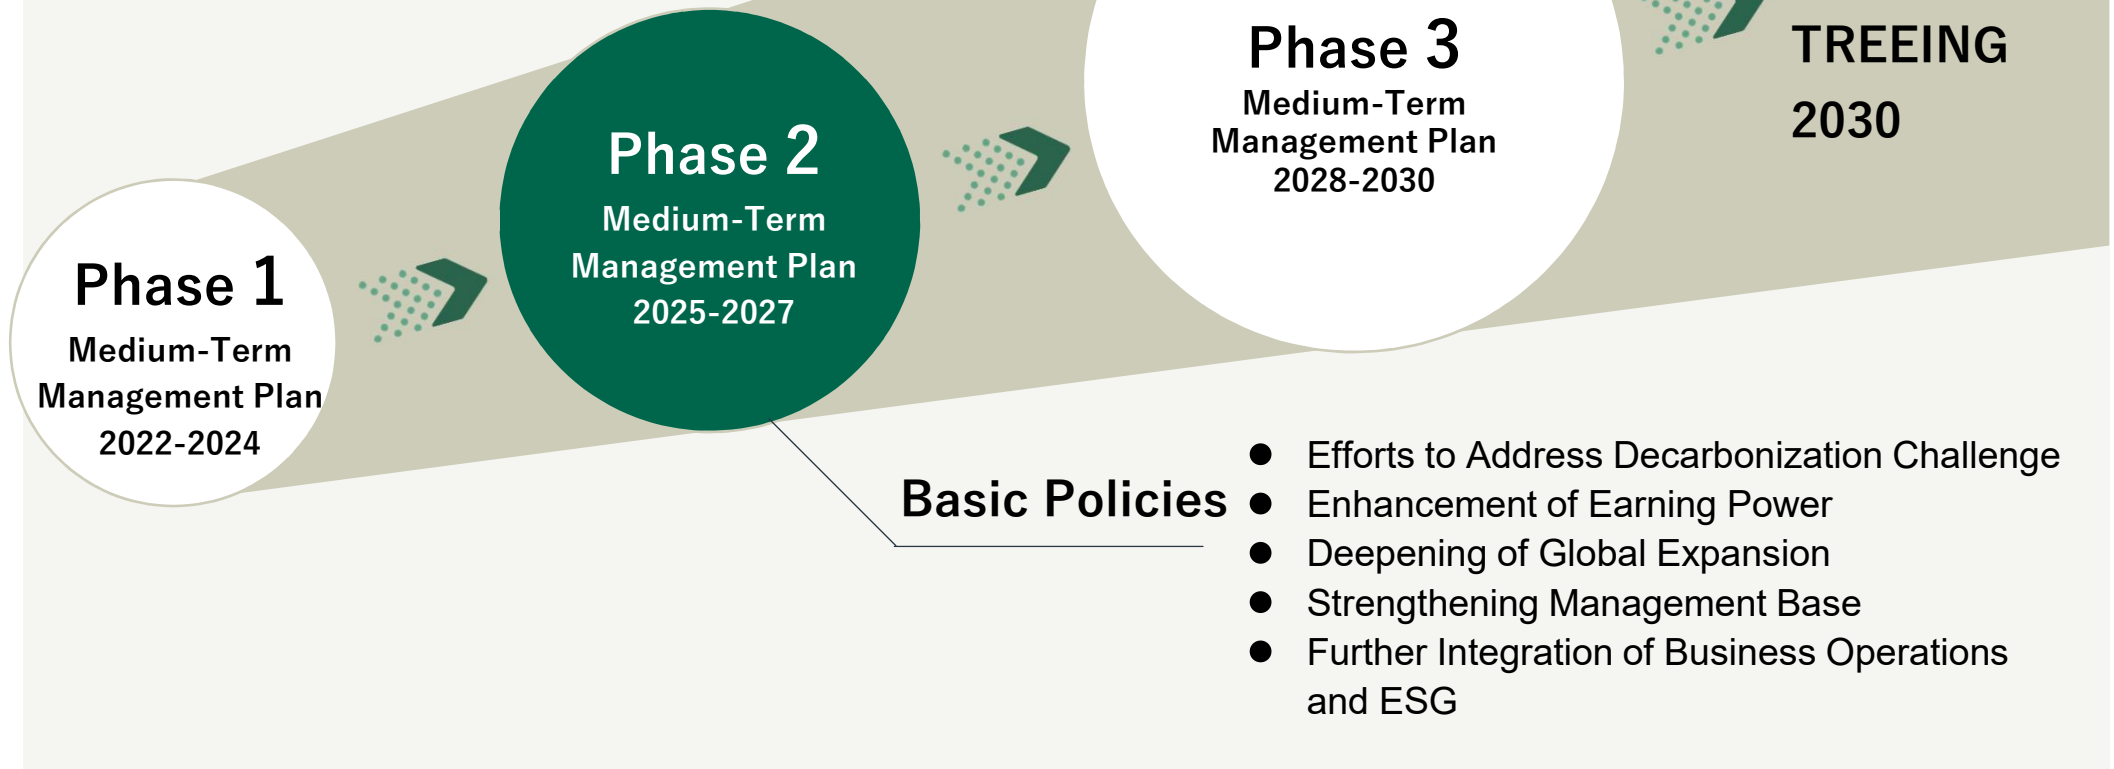 Phase 1
Medium-Term
Management Plan
2022-2024
Phase 2
Medium-Term
Management Plan
2025-2027
Phase 3
Medium-Term
Management Plan
2028-2030
TREEING
2030
Basic Policies
● Efforts to Address Decarbonization Challenge
● Enhancement of Earning Power
● Deepening of Global Expansion
● Strengthening Management Base
● Further Integration of Business Operations
and ESG